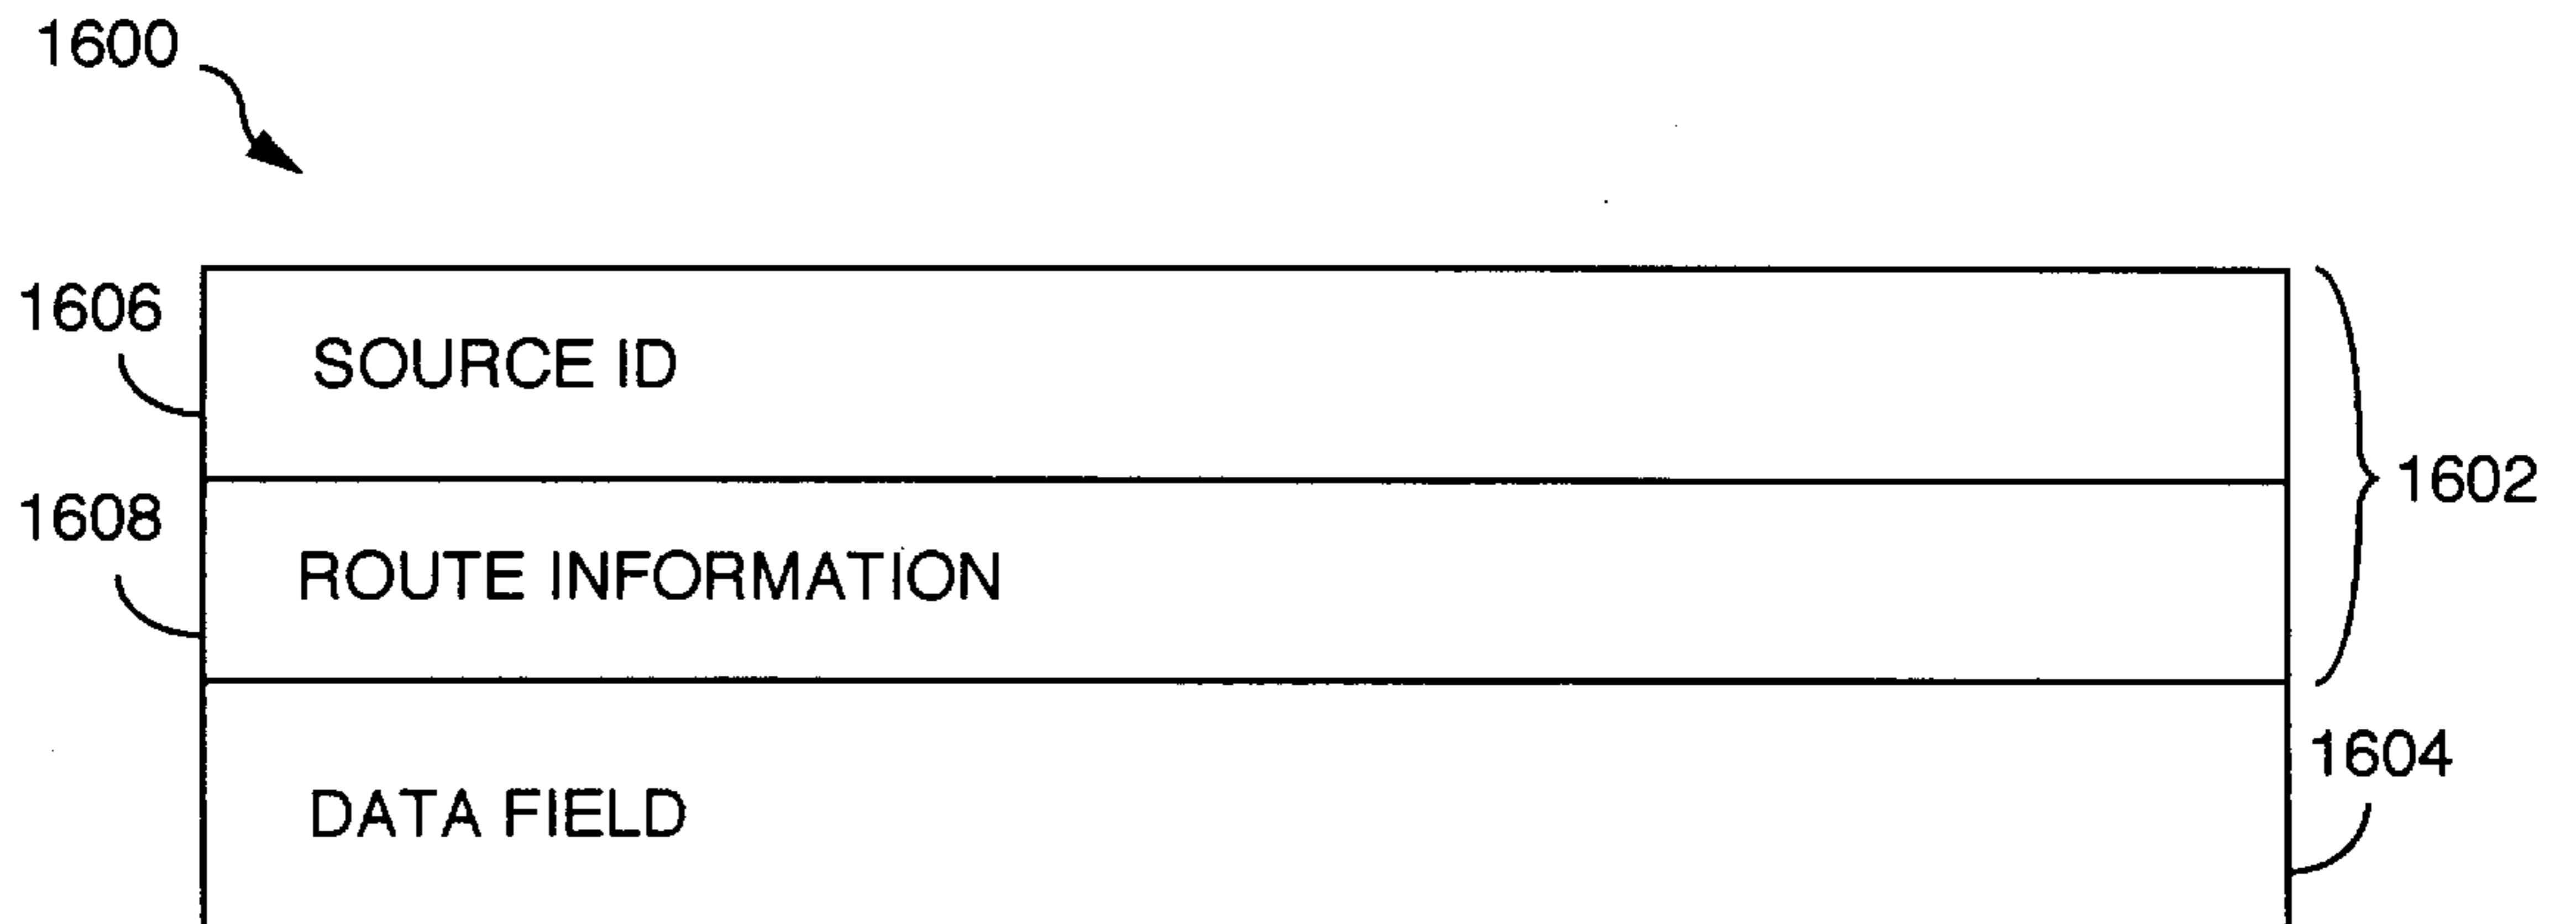 1600
1606
SOURCE ID
1602
1608
ROUTE INFORMATION
1604
DATA FIELD